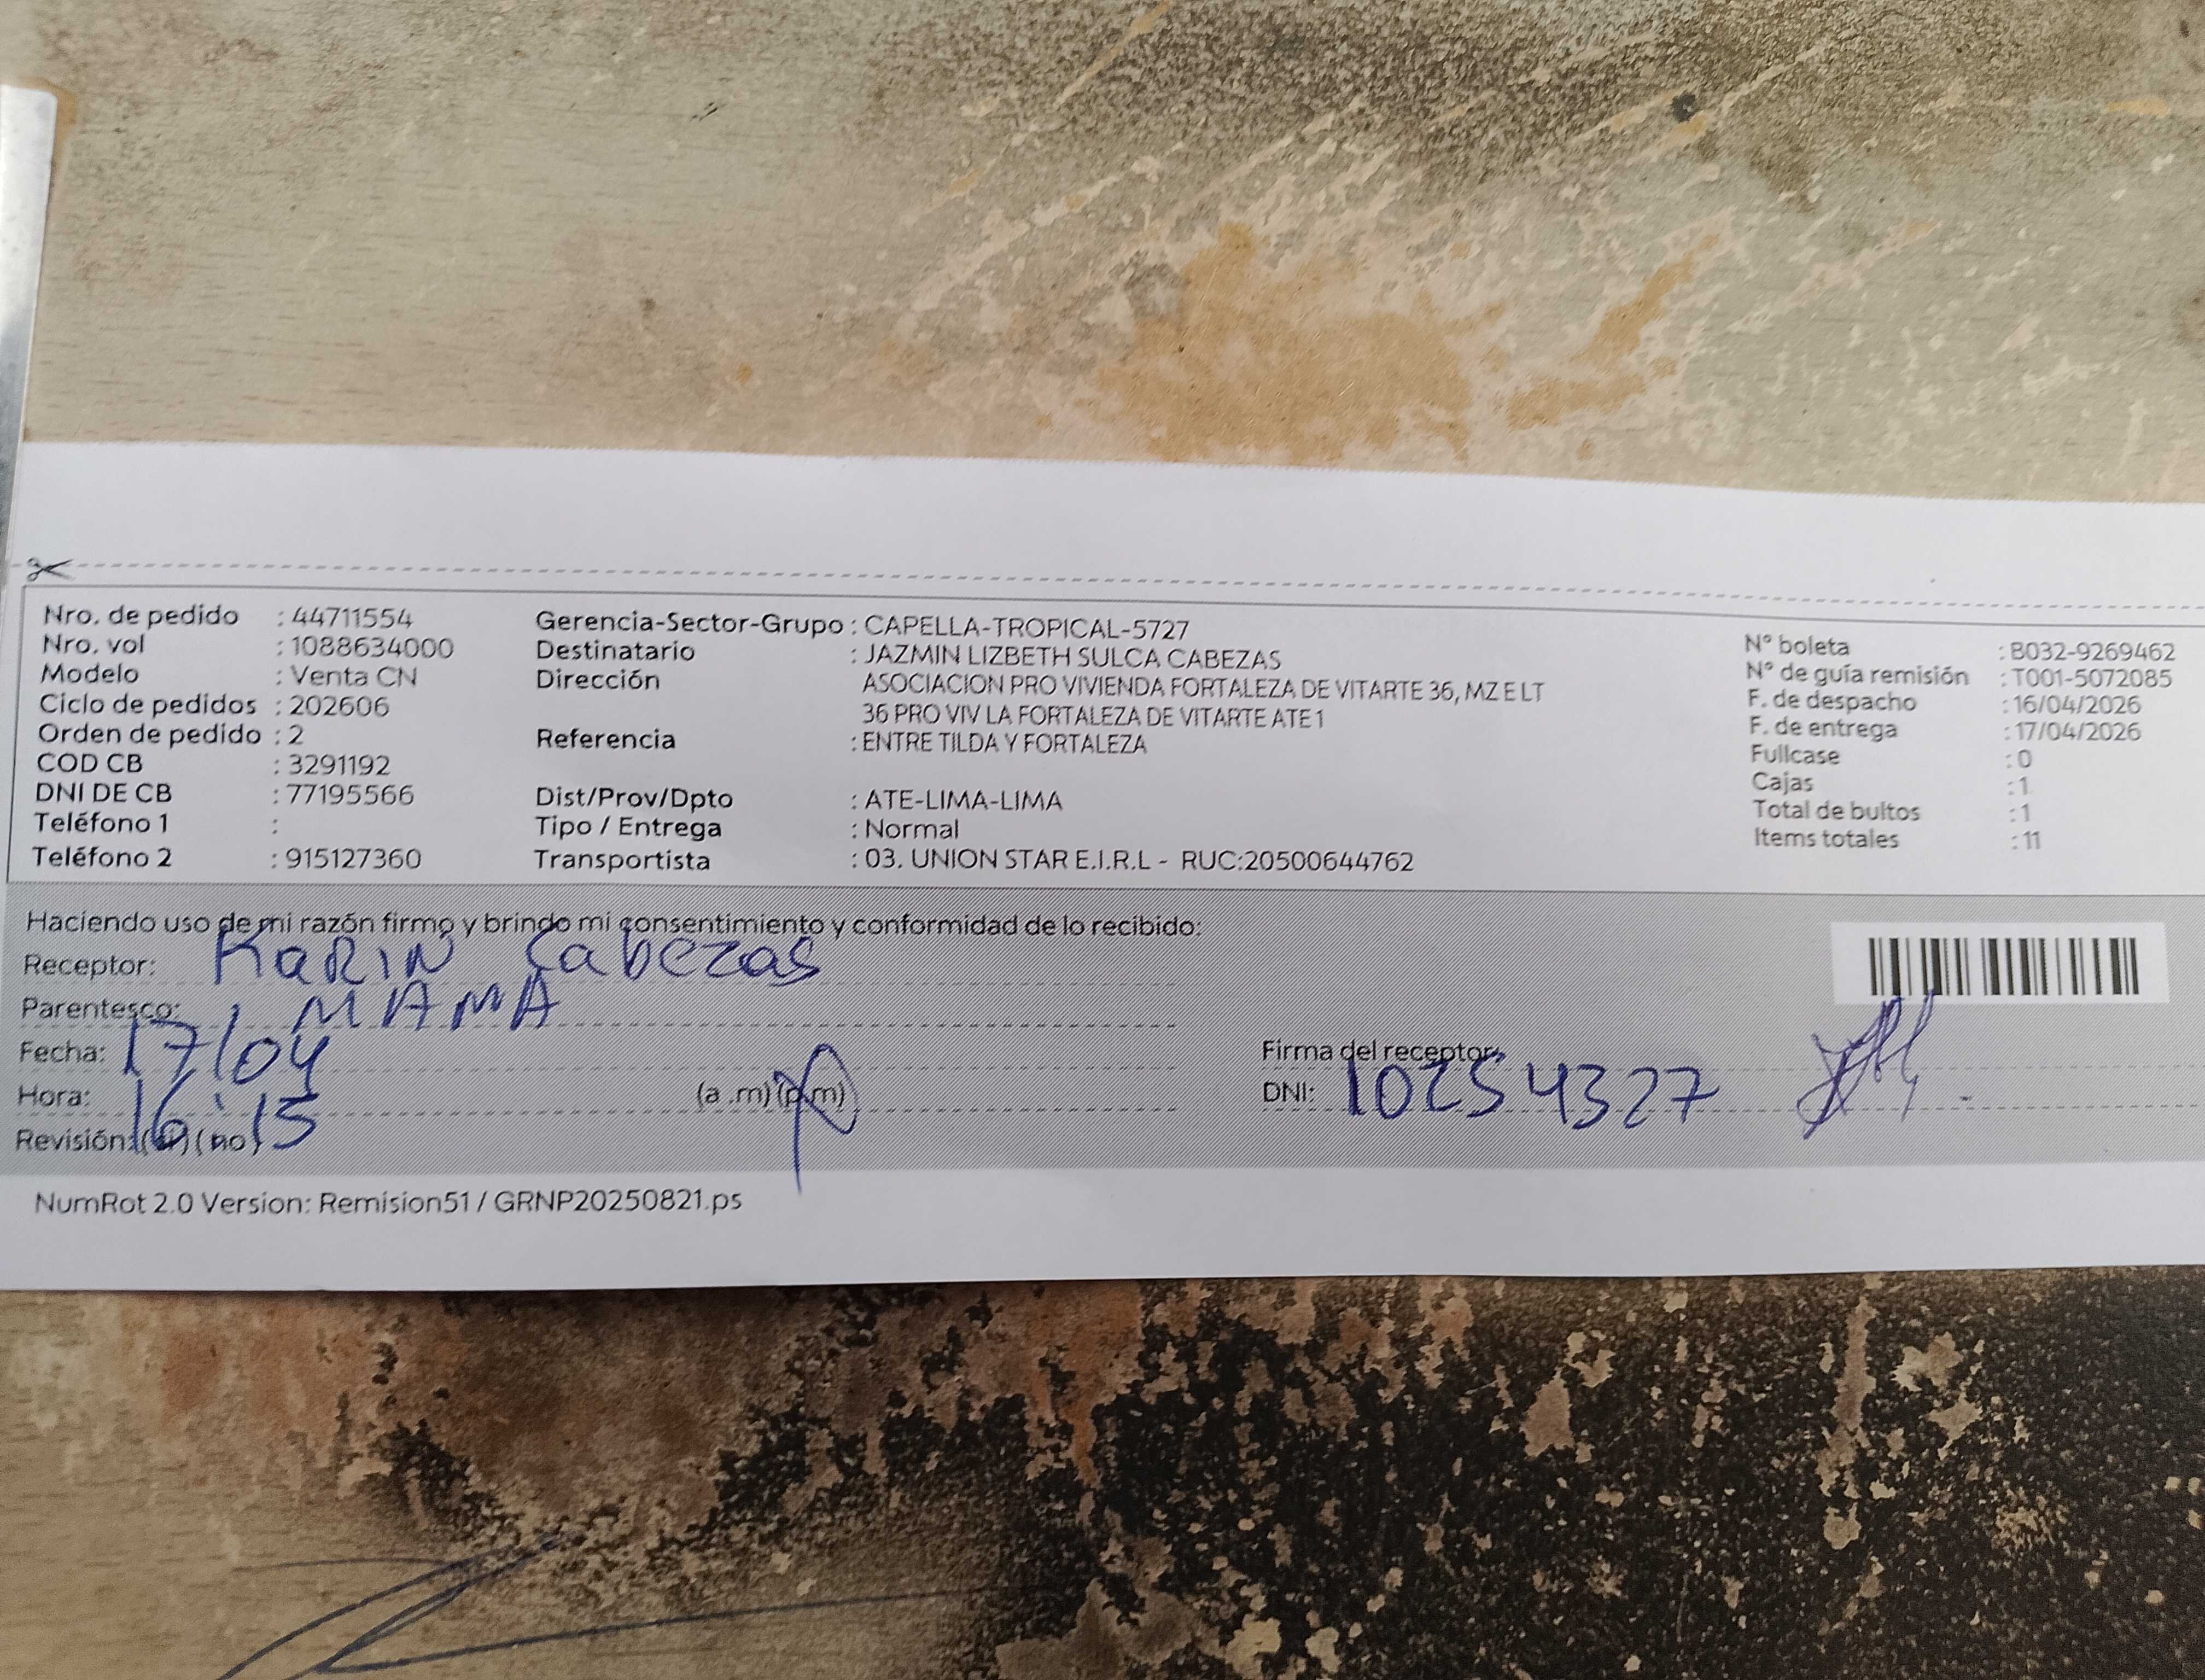 Nro. de pedido : 44711554
Nro. vol : 1088634000
Modelo : Venta CN
Ciclo de pedidos : 202606
Orden de pedido : 2
COD CB : 3291192
DNI DE CB : 77195566
Teléfono 1 :
Teléfono 2 : 915127360
Gerencia-Sector-Grupo : CAPELLA-TROPICAL-5727
Destinatario : JAZMIN LIZBETH SULCA CABEZAS
Dirección ASOCIACION PRO VIVIENDA FORTALEZA DE VITARTE 36, MZ E LT
36 PRO VIV LA FORTALEZA DE VITARTE ATE 1
Referencia : ENTRE TILDA Y FORTALEZA
Dist/Prov/Dpto : ATE-LIMA-LIMA
Tipo / Entrega : Normal
Transportista : 03. UNION STAR E.I.R.L - RUC:20500644762
N° boleta : B032-9269462
N° de guía remisión : T001-5072085
F. de despacho : 16/04/2026
F. de entrega : 17/04/2026
Fullcase : 0
Cajas : 1
Total de bultos : 1
Items totales : 11
Haciendo uso de mi razón firmo y brindo mi consentimiento y conformidad de lo recibido:
Receptor: KARIN Cabezas
Parentesco: MAMA
Fecha: 17/04
Hora: 16:15 (a .m) (p.m)
Revisión: (si) ( no )
Firma del receptor:
DNI: 10254327
NumRot 2.0 Version: Remision51 / GRNP20250821.ps